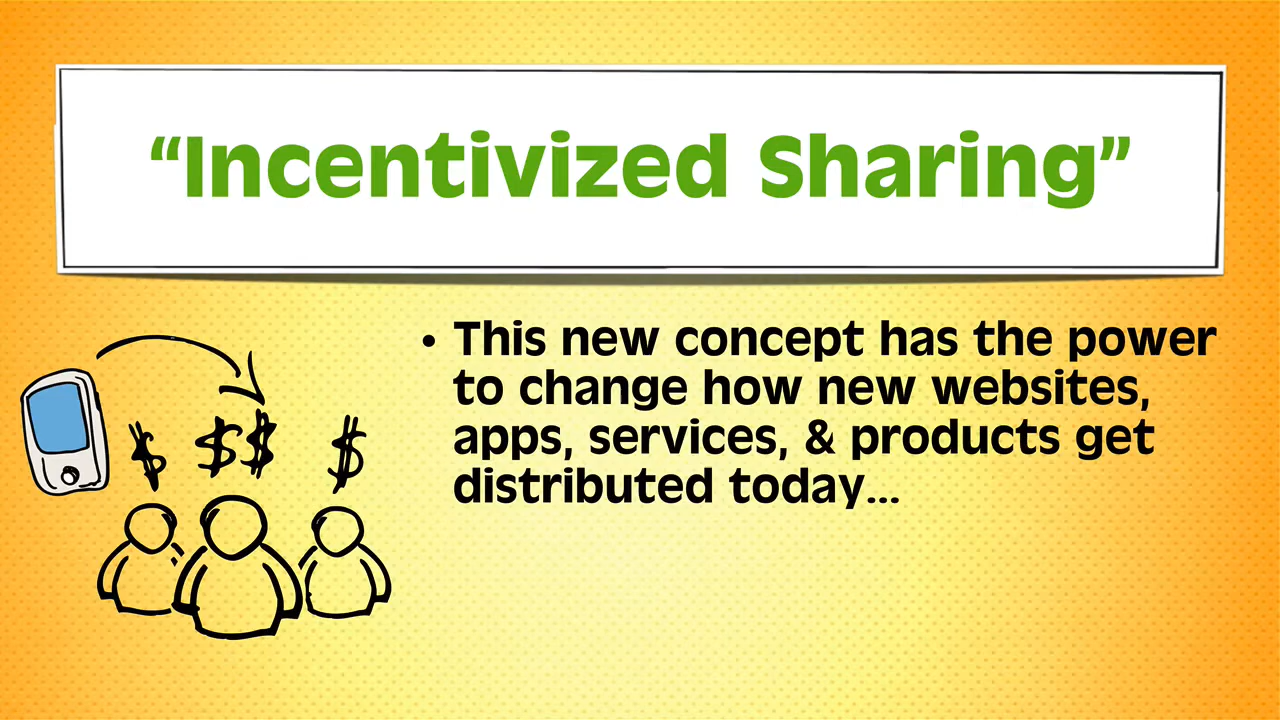 “Incentivized Sharing”
• This new concept has the power
to change how new websites,
apps, services, & products get
distributed today...
$ $$ $